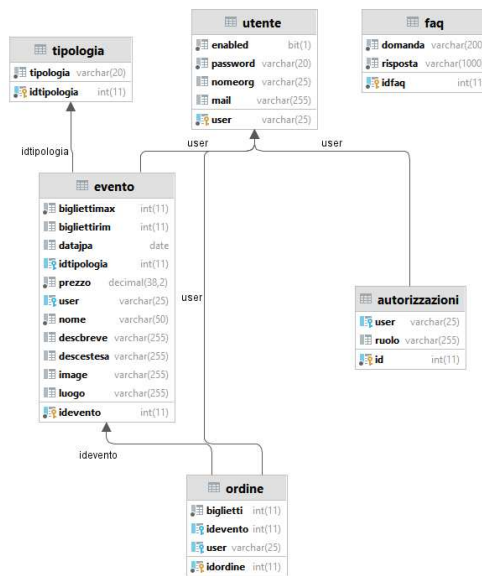 tipologia
tipologia varchar(20)
idtipologia int(11)
utente
enabled bit(1)
password varchar(20)
nomeorg varchar(25)
mail varchar(255)
user varchar(25)
faq
domanda varchar(200
risposta varchar(1000)
idfaq int(11
idtipologia
user
user
evento
bigliettimax int(11)
bigliettirim int(11)
datajpa date
idtipologia int(11)
prezzo decimal(38,2)
user varchar(25)
nome varchar(50)
descbreve varchar(255)
descestesa varchar(255)
image varchar(255)
luogo varchar(255)
idevento int(11)
user
autorizzazioni
user varchar(25)
ruolo varchar(255)
id int(11)
idevento
ordine
biglietti int(11)
idevento int(11)
user varchar(25)
idordine int(11)